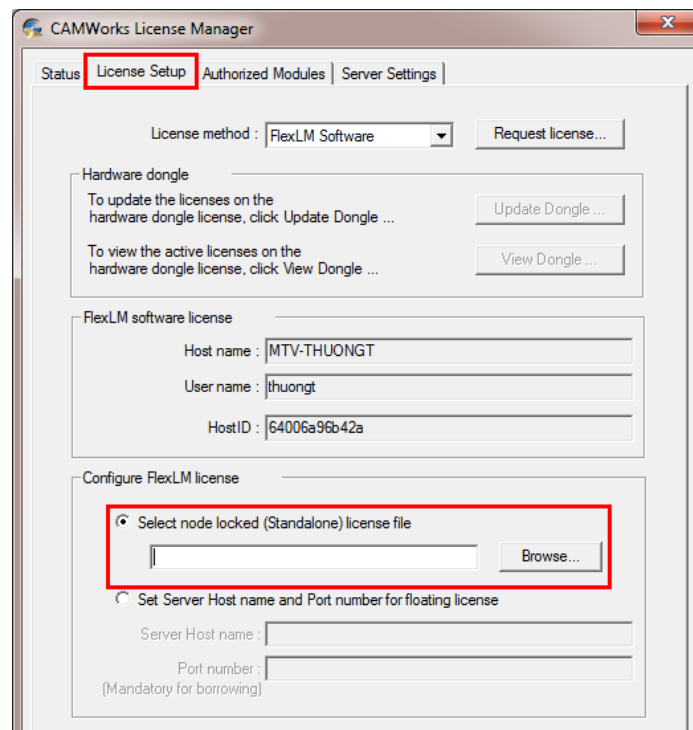 CAMWorks License Manager
Status License Setup Authorized Modules Server Settings
License method : FlexLM Software Request license...
Hardware dongle
To update the licenses on the
hardware dongle license, click Update Dongle ...
Update Dongle ...
To view the active licenses on the
hardware dongle license, click View Dongle ...
View Dongle ...
FlexLM software license
Host name : MTV-THUONGT
User name : thuongt
HostID : 64006a96b42a
Configure FlexLM license
Select node locked (Standalone) license file
Browse...
Set Server Host name and Port number for floating license
Server Host name :
Port number :
(Mandatory for borrowing)